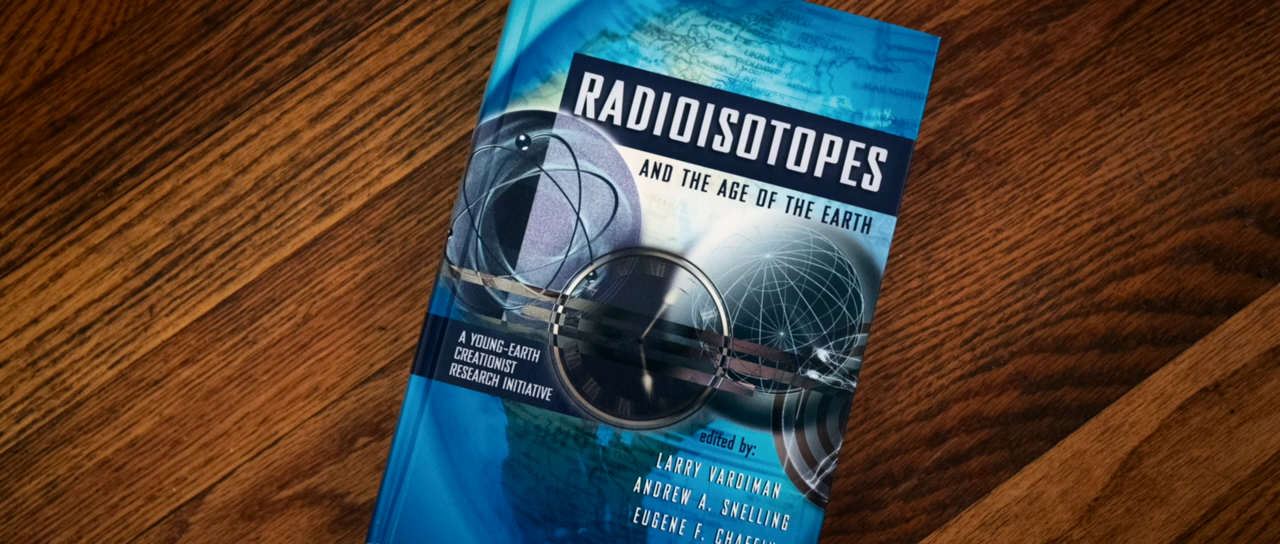 RADIOISOTOPES
AND THE AGE OF THE EARTH
A YOUNG-EARTH
CREATIONIST
RESEARCH INITIATIVE
edited by:
LARRY VARDIMAN
ANDREW A. SNELLING
EUGENE F.